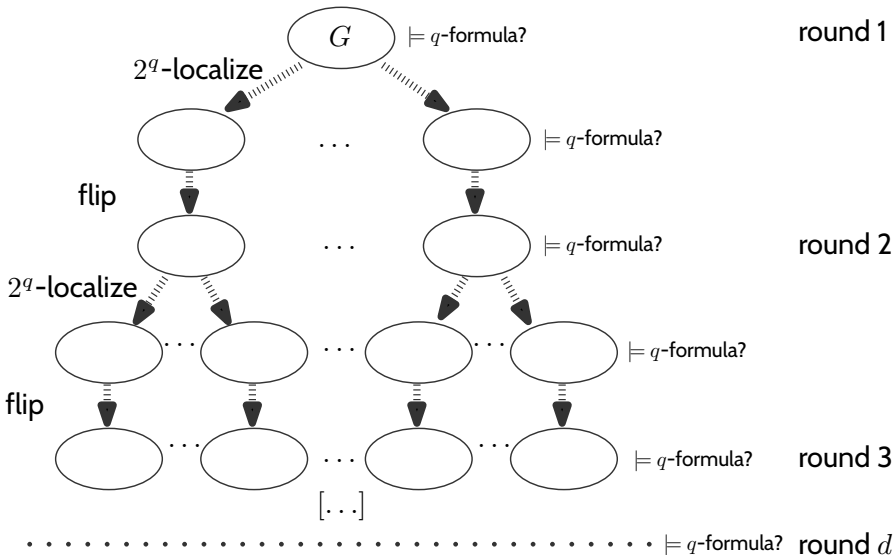 G ⊨ q-formula? round 1
2^q-localize
. . . ⊨ q-formula?
flip
. . . ⊨ q-formula? round 2
2^q-localize
. . . . . . . . . ⊨ q-formula?
flip
. . . . . . . . . ⊨ q-formula? round 3
[. . .]
⊨ q-formula? round d